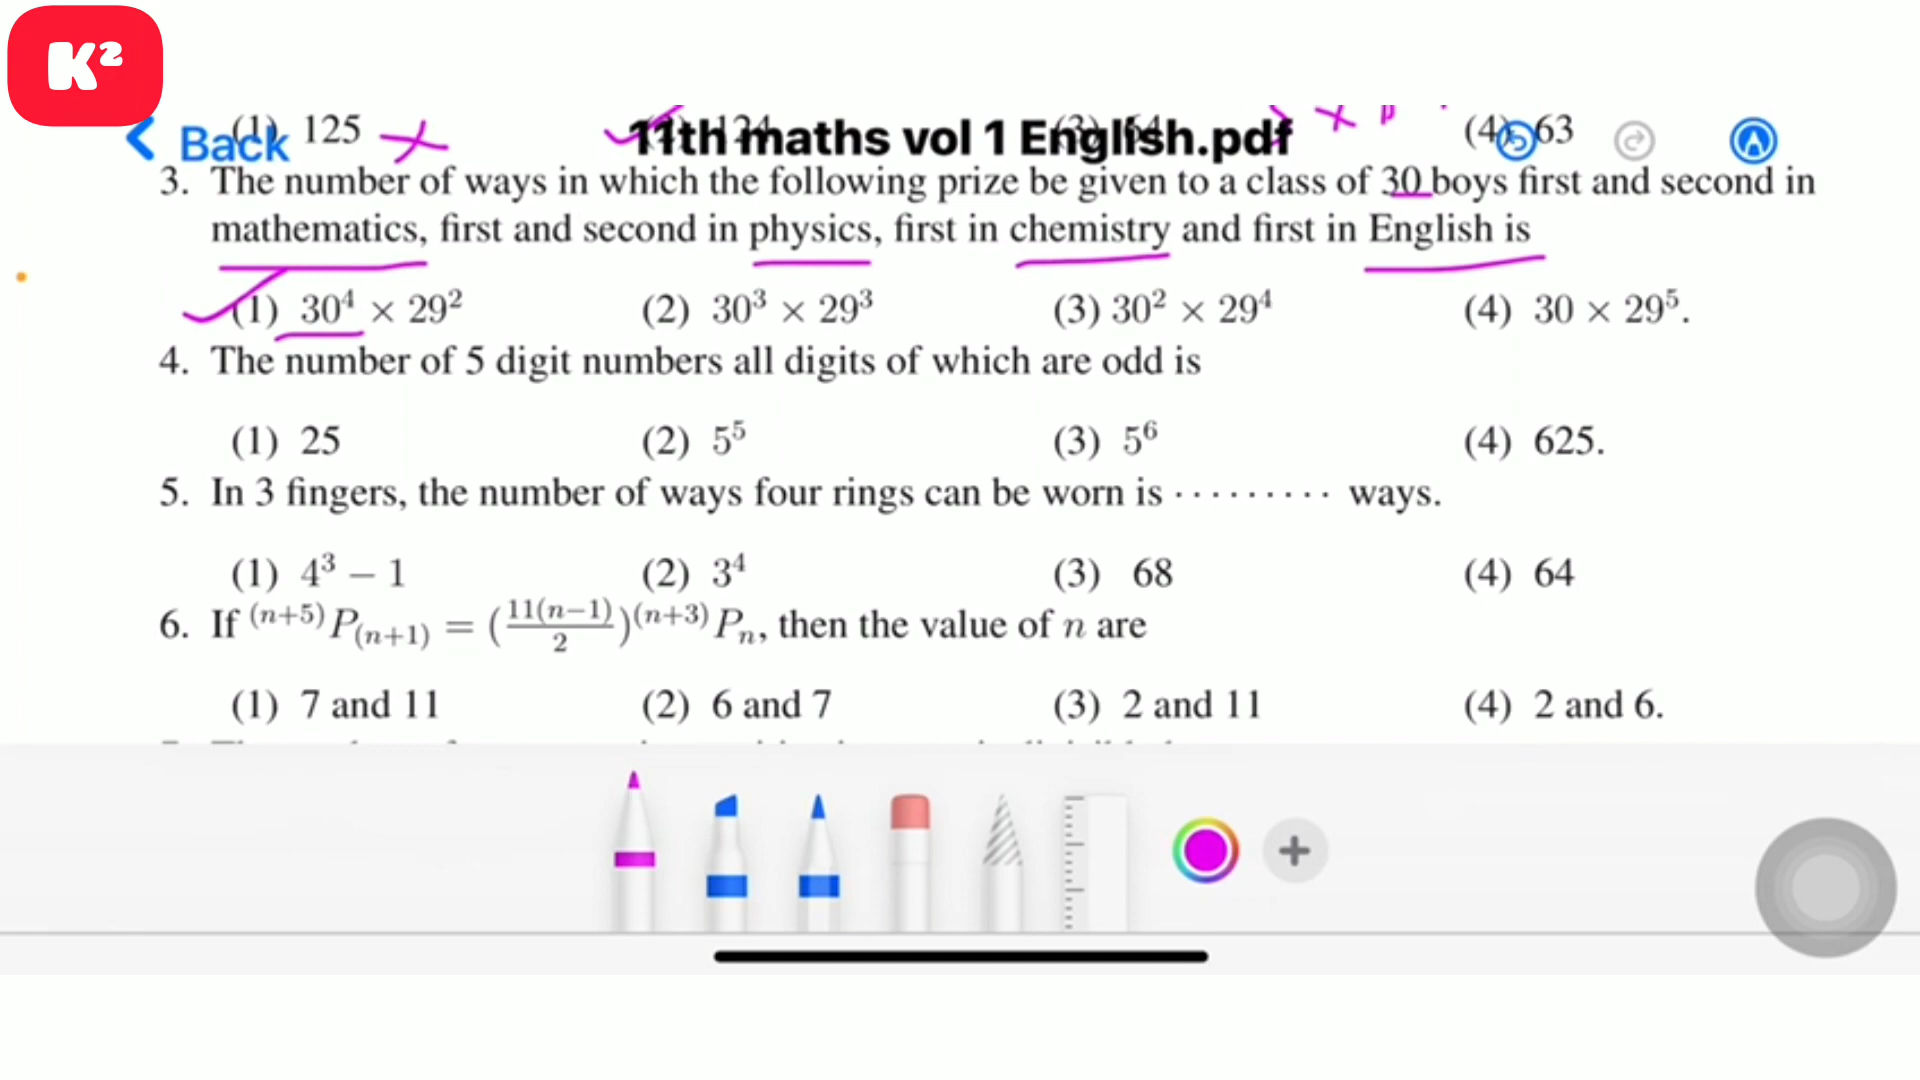 K²
Back
11th maths vol 1 English.pdf
(1) 125
(4) 63
3. The number of ways in which the following prize be given to a class of 30 boys first and second in
mathematics, first and second in physics, first in chemistry and first in English is
(1) 30⁴ × 29² (2) 30³ × 29³ (3) 30² × 29⁴ (4) 30 × 29⁵.
4. The number of 5 digit numbers all digits of which are odd is
(1) 25 (2) 5⁵ (3) 5⁶ (4) 625.
5. In 3 fingers, the number of ways four rings can be worn is ········· ways.
(1) 4³ − 1 (2) 3⁴ (3) 68 (4) 64
6. If ⁽ⁿ⁺⁵⁾P₍ₙ₊₁₎ = (11(n−1)/2)⁽ⁿ⁺³⁾Pₙ, then the value of n are
(1) 7 and 11 (2) 6 and 7 (3) 2 and 11 (4) 2 and 6.